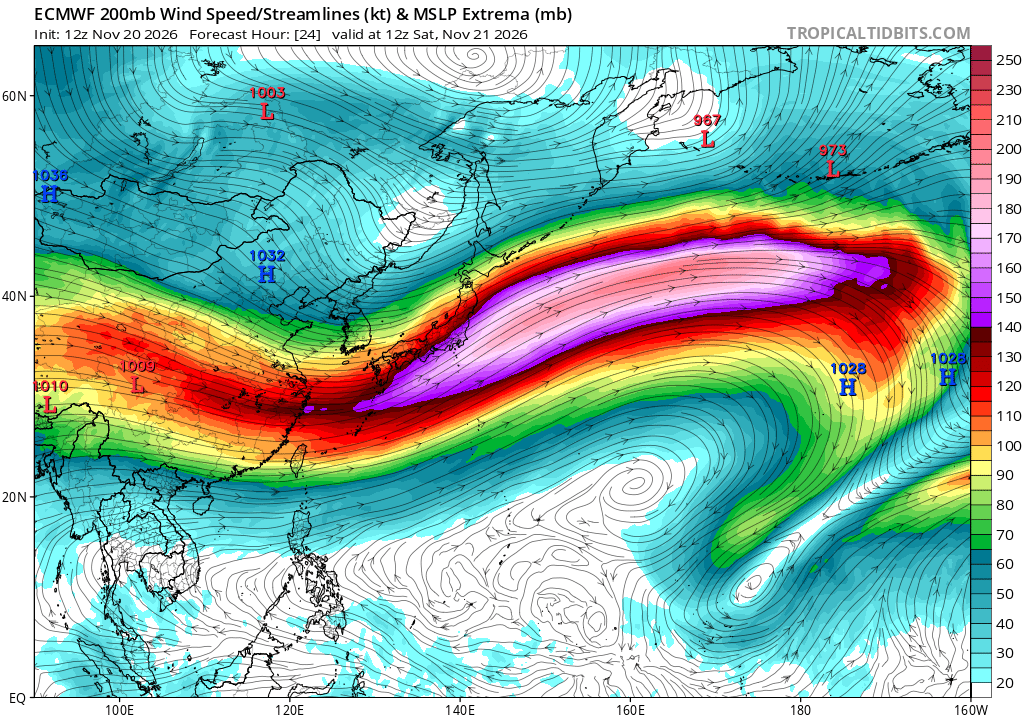 ECMWF 200mb Wind Speed/Streamlines (kt) & MSLP Extrema (mb)
Init: 12z Nov 20 2026   Forecast Hour: [24]   valid at 12z Sat, Nov 21 2026
TROPICALTIDBITS.COM
250
230
220
210
200
190
180
170
160
150
140
130
120
110
100
90
80
70
60
50
40
30
20
60N
40N
20N
EQ
100E
120E
140E
160E
180
160W
1003
L
967
L
973
L
1036
H
1032
H
1009
L
1010
L
1028
H
1028
H